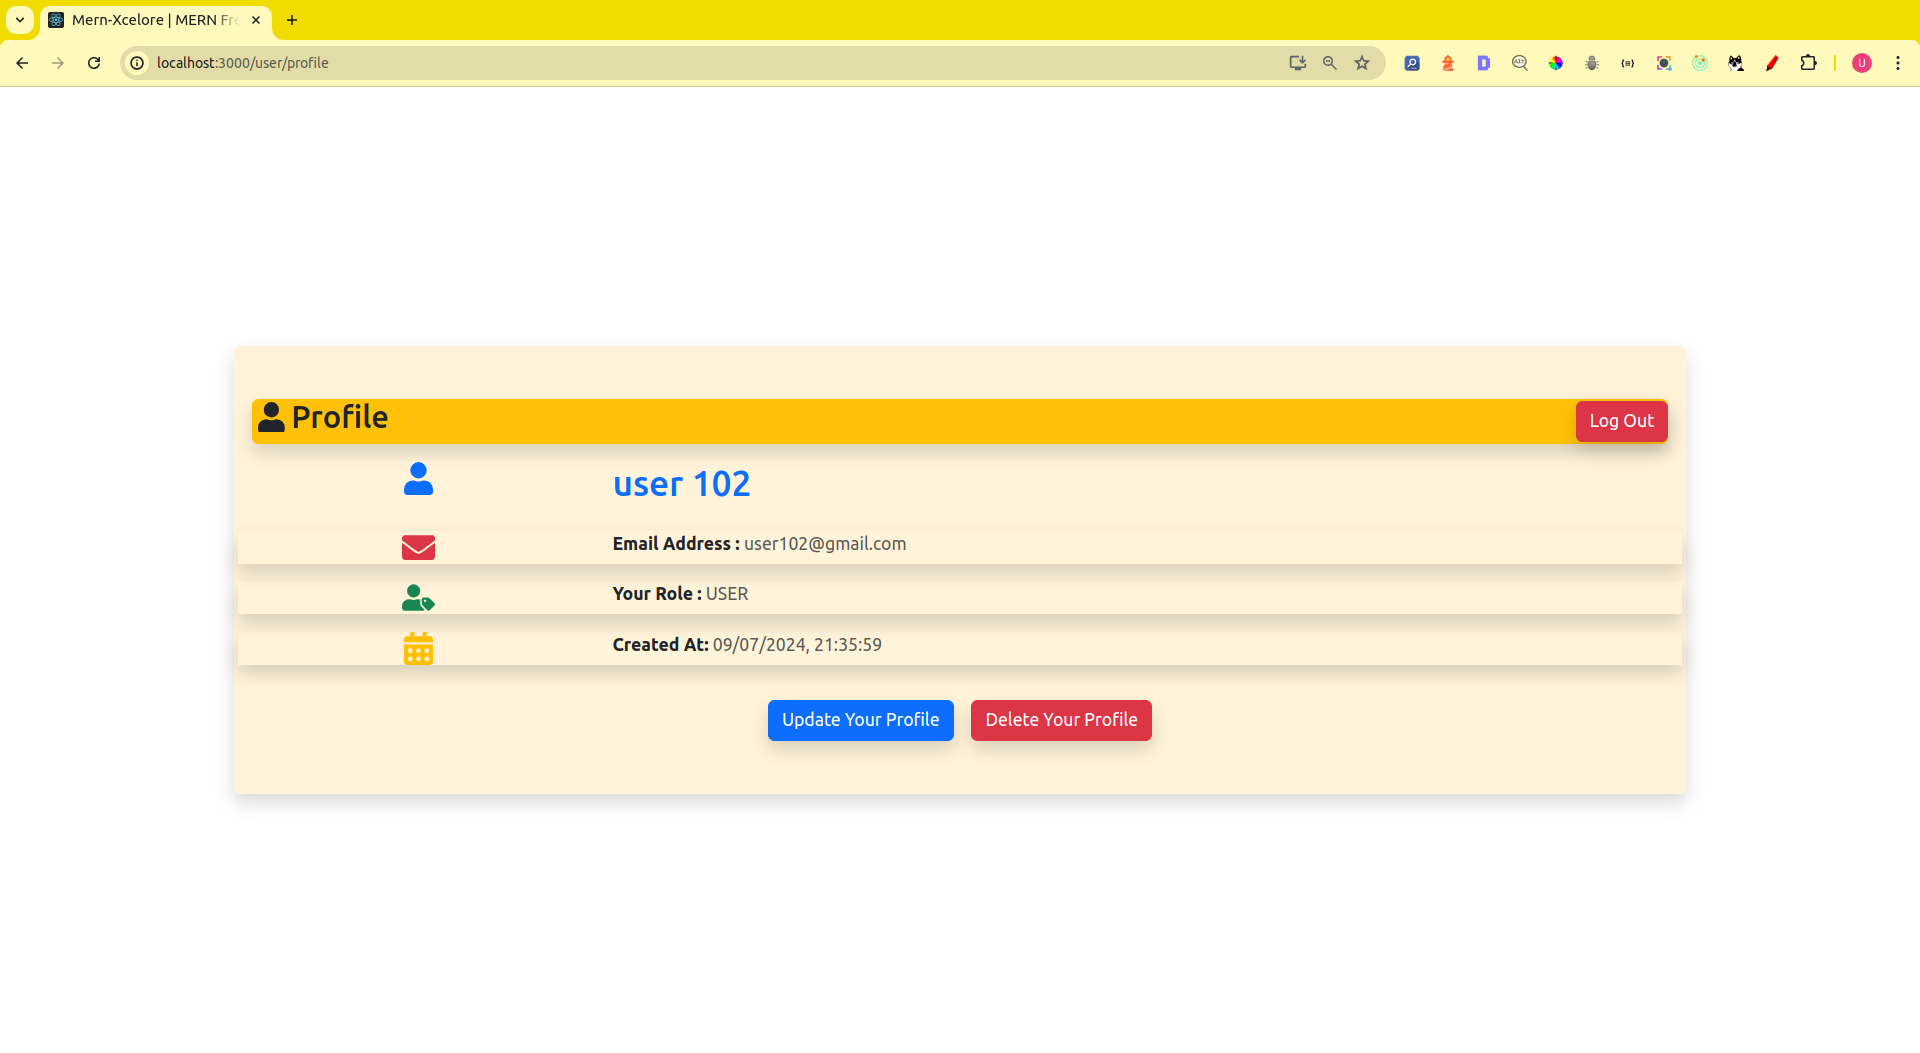 Mern-Xcelore | MERN Fre
localhost:3000/user/profile
U
Profile
Log Out
user 102
Email Address : user102@gmail.com
Your Role : USER
Created At: 09/07/2024, 21:35:59
Update Your Profile
Delete Your Profile